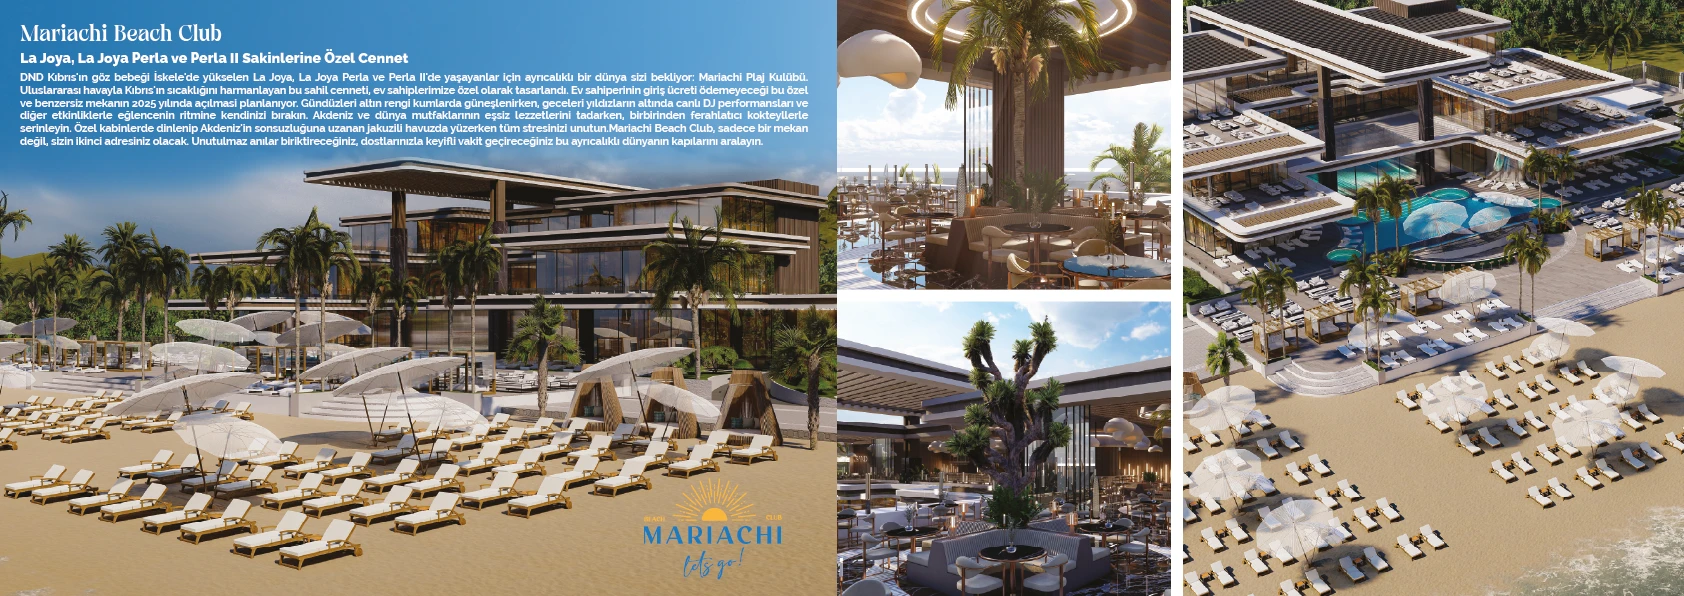 Mariachi Beach Club
La Joya, La Joya Perla ve Perla II Sakinlerine Özel Cennet
DND Kıbrıs'ın göz bebeği İskele'de yükselen La Joya, La Joya Perla ve Perla II'de yaşayanlar için ayrıcalıklı bir dünya sizi bekliyor: Mariachi Plaj Kulübü.
Uluslararası havayla Kıbrıs'ın sıcaklığını harmanlayan bu sahil cenneti, ev sahiplerimize özel olarak tasarlandı. Ev sahiperinin giriş ücreti ödemeyeceği bu özel
ve benzersiz mekanın 2025 yılında açılması planlanıyor. Gündüzleri altın rengi kumlarda güneşlenirken, geceleri yıldızların altında canlı DJ performansları ve
diğer etkinliklerle eğlencenin ritmine kendinizi bırakın. Akdeniz ve dünya mutfaklarının eşsiz lezzetlerini tadarken, birbirinden ferahlatıcı kokteyllerle
serinleyin. Özel kabinlerde dinlenip Akdeniz'in sonsuzluğuna uzanan jakuzili havuzda yüzerken tüm stresinizi unutun.Mariachi Beach Club, sadece bir mekan
değil, sizin ikinci adresiniz olacak. Unutulmaz anılar biriktireceğiniz, dostlarınızla keyifli vakit geçireceğiniz bu ayrıcalıklı dünyanın kapılarını aralayın.
BEACH CLUB
MARIACHI
let's go!